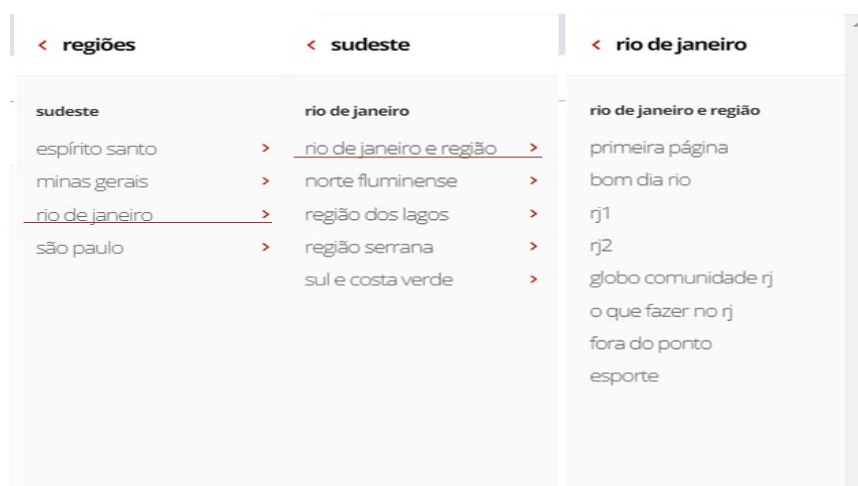 < regiões
sudeste
espírito santo >
minas gerais >
rio de janeiro >
são paulo >
< sudeste
rio de janeiro
rio de janeiro e região >
norte fluminense >
região dos lagos >
região serrana >
sul e costa verde >
< rio de janeiro
rio de janeiro e região
primeira página
bom dia rio
rj1
rj2
globo comunidade rj
o que fazer no rj
fora do ponto
esporte